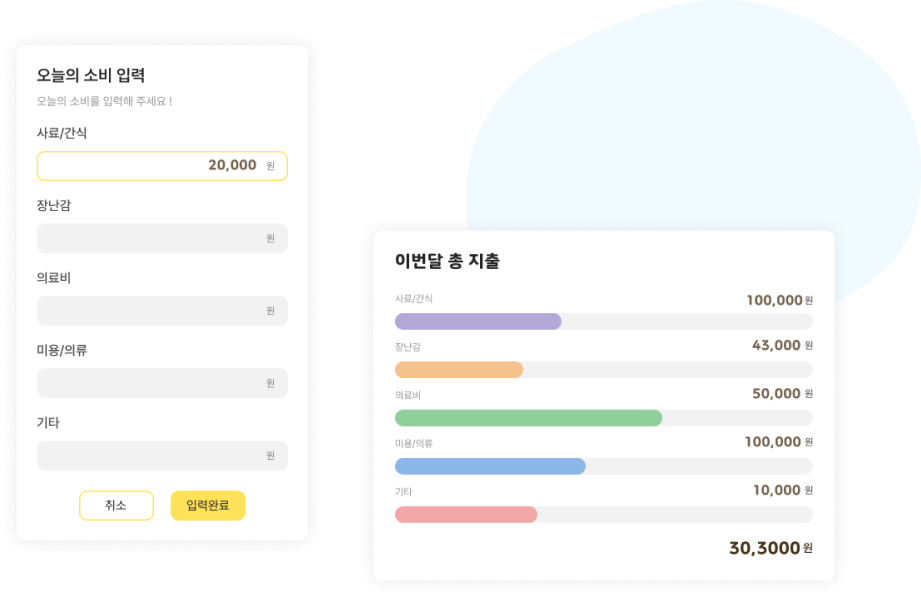 오늘의 소비 입력
오늘의 소비를 입력해 주세요 !
사료/간식
20,000 원
장난감
원
의료비
원
미용/의류
원
기타
원
취소 입력완료
이번달 총 지출
사료/간식 100,000 원
장난감 43,000 원
의료비 50,000 원
미용/의류 100,000 원
기타 10,000 원
30,3000 원